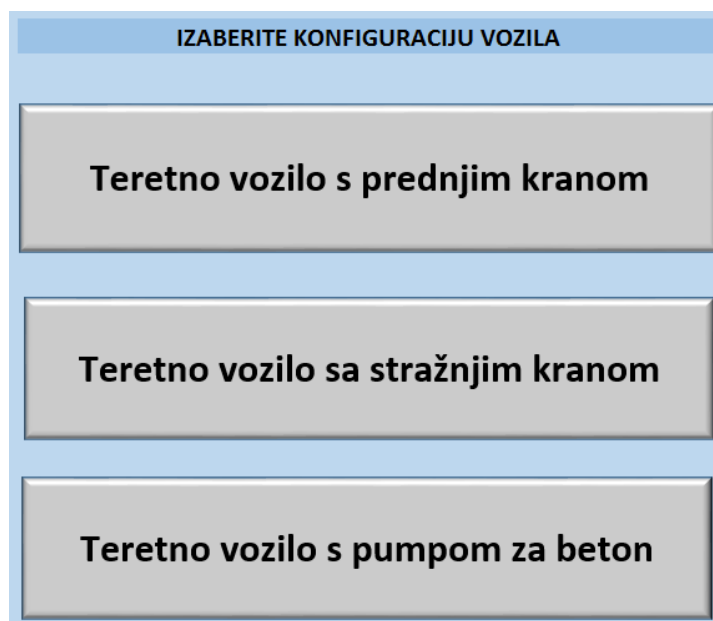 IZABERITE KONFIGURACIJU VOZILA
Teretno vozilo s prednjim kranom
Teretno vozilo sa stražnjim kranom
Teretno vozilo s pumpom za beton